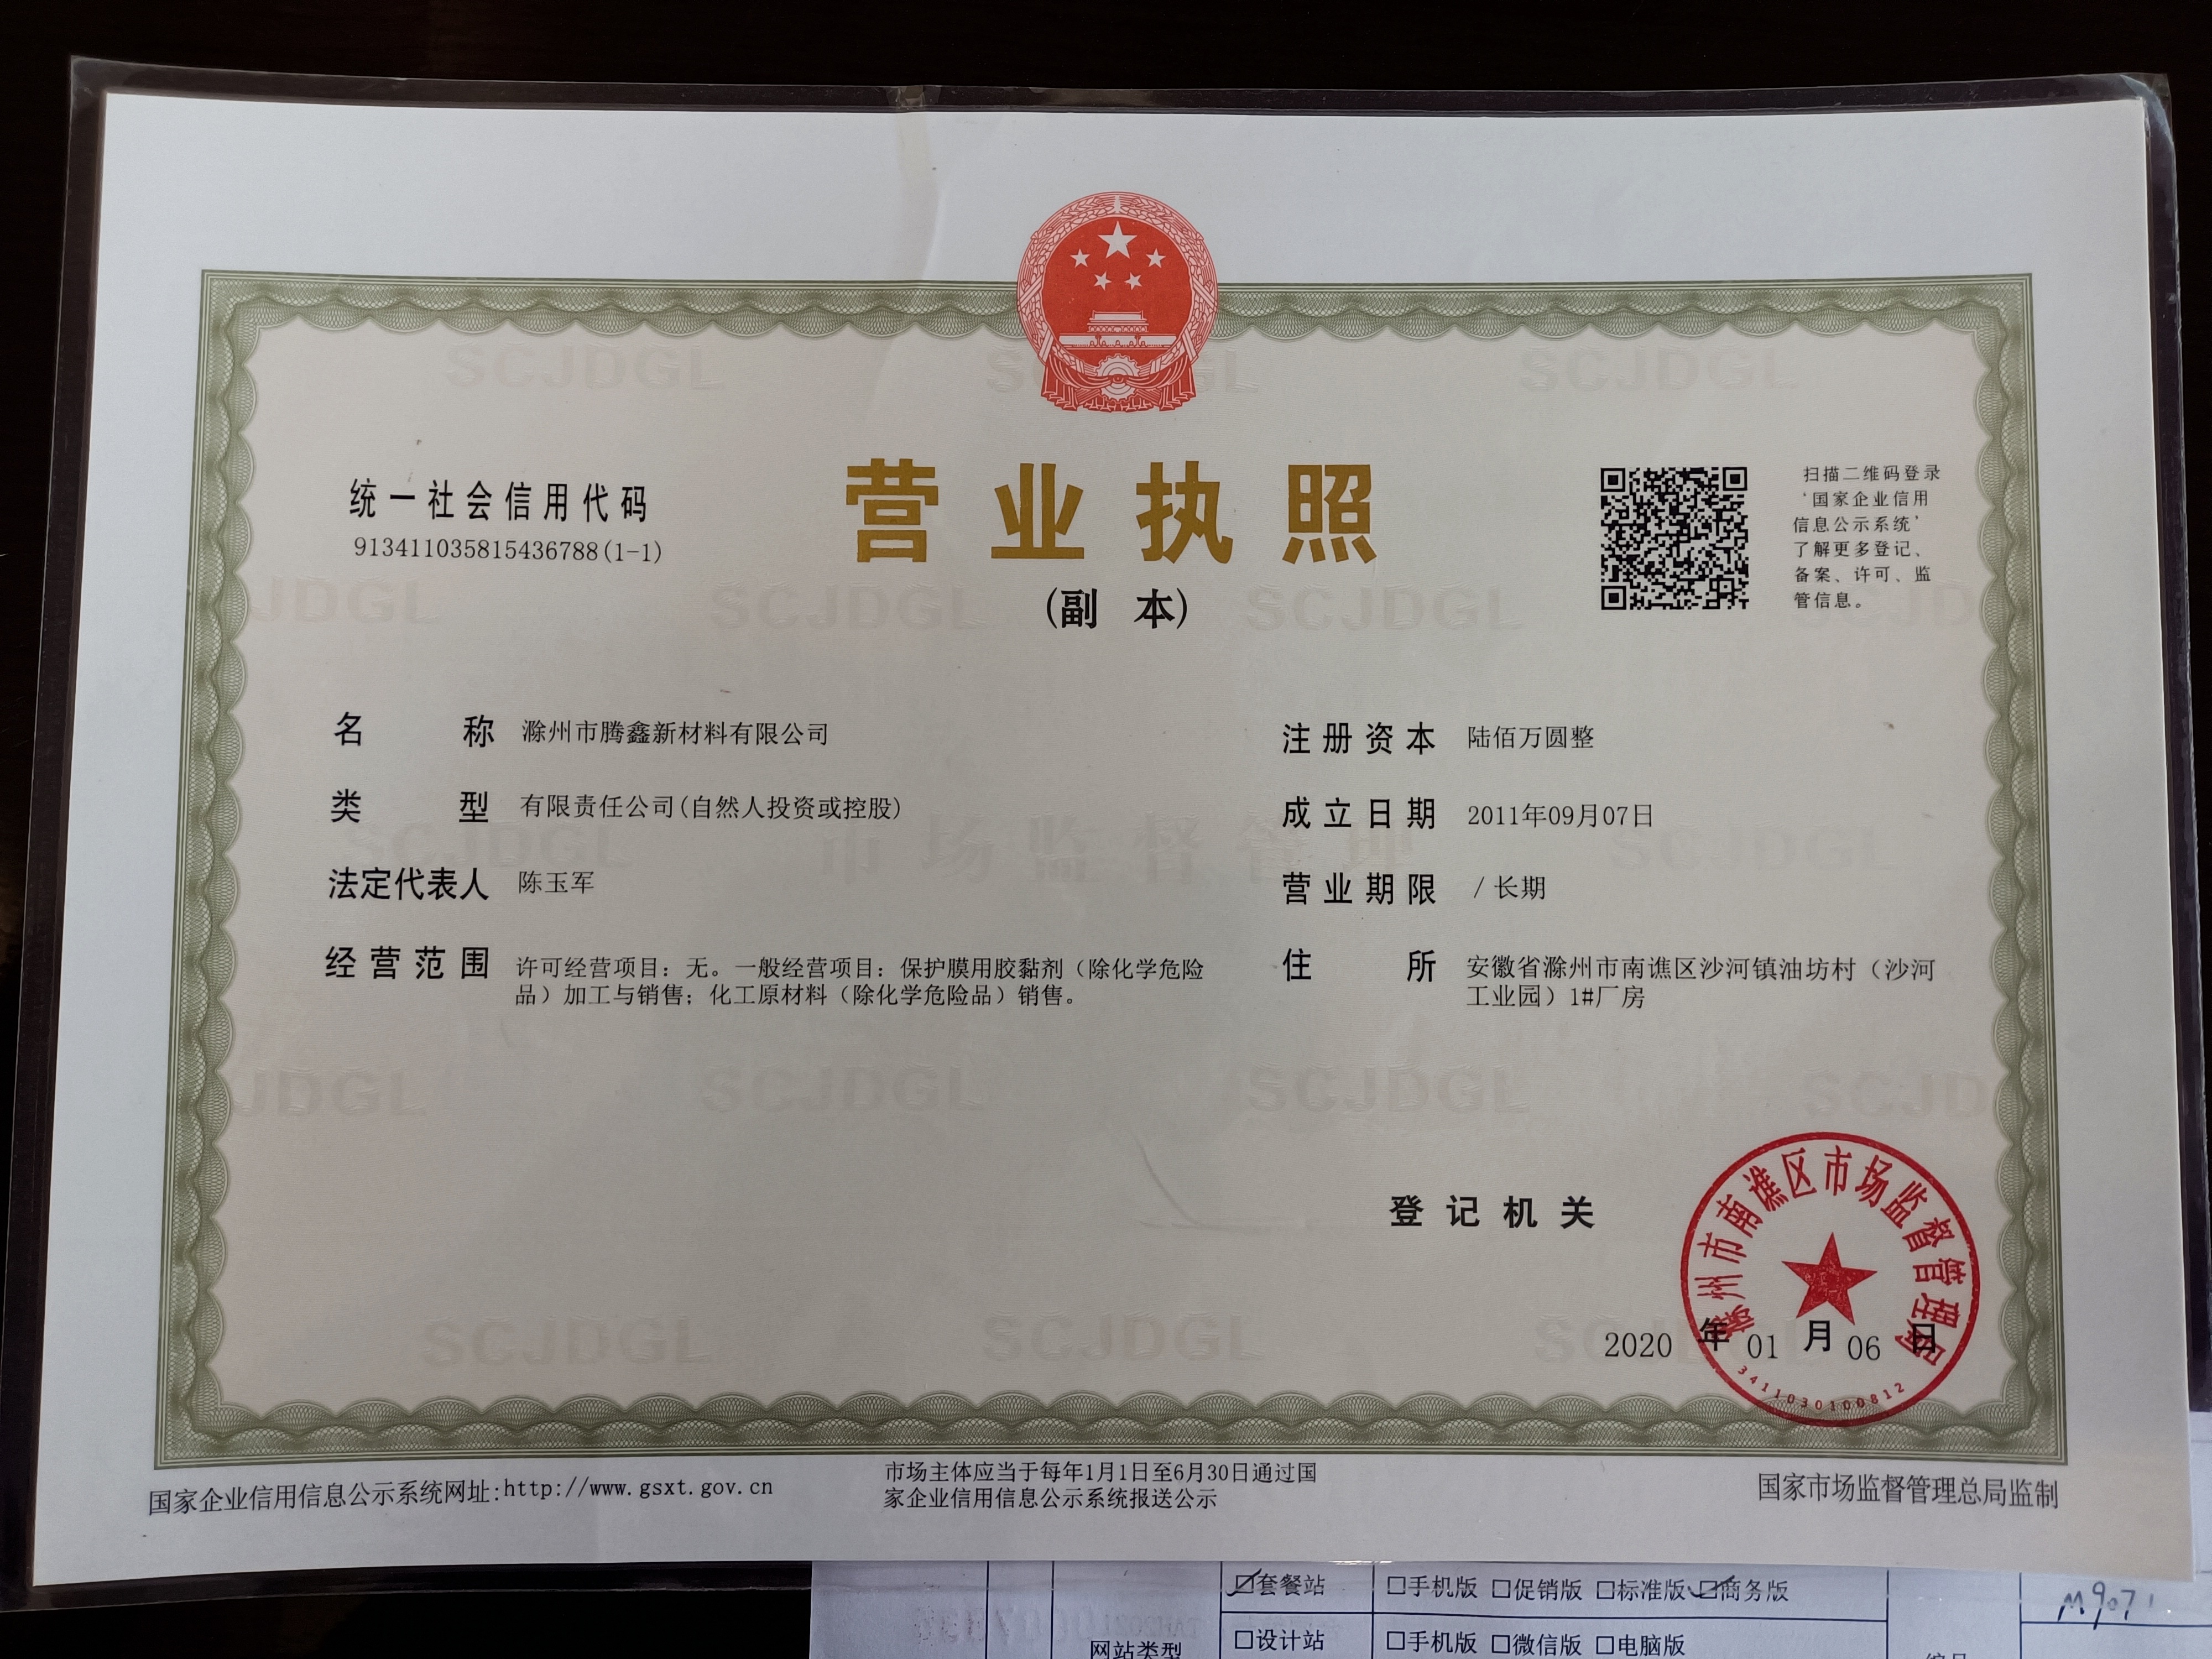 统一社会信用代码
913411035815436788(1-1)
营业执照
(副 本)
扫描二维码登录
‘国家企业信用
信息公示系统’
了解更多登记、
备案、许可、监
管信息。
名 称 滁州市腾鑫新材料有限公司
类 型 有限责任公司(自然人投资或控股)
法定代表人 陈玉军
经营范围 许可经营项目：无。一般经营项目：保护膜用胶黏剂（除化学危险
品）加工与销售；化工原材料（除化学危险品）销售。
注册资本 陆佰万圆整
成立日期 2011年09月07日
营业期限 / 长期
住 所 安徽省滁州市南谯区沙河镇油坊村（沙河
工业园）1#厂房
登记机关
滁州市南谯区市场监督管理局
2020 年 01 月 06 日
3411030100812
国家企业信用信息公示系统网址:http://www.gsxt.gov.cn
市场主体应当于每年1月1日至6月30日通过国
家企业信用信息公示系统报送公示
国家市场监督管理总局监制
SCJDGL
市场监督管理
☑套餐站 □手机版 □促销版 □标准版 ☑商务版
M9071
网站类型
□设计站 □手机版 □微信版 □电脑版